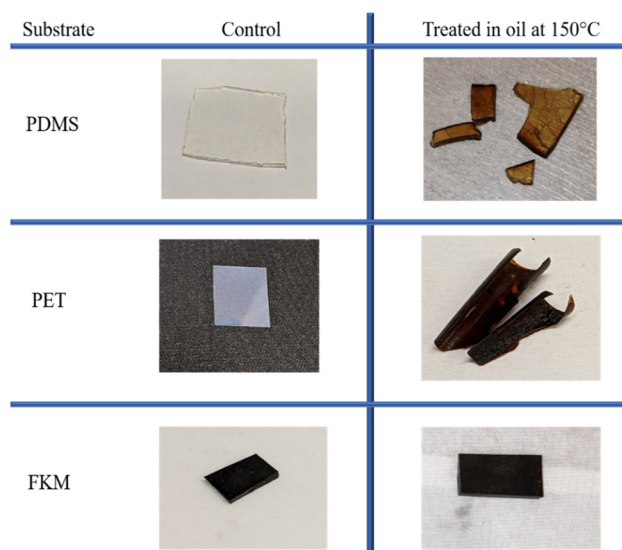 Substrate Control Treated in oil at 150°C
PDMS
PET
FKM